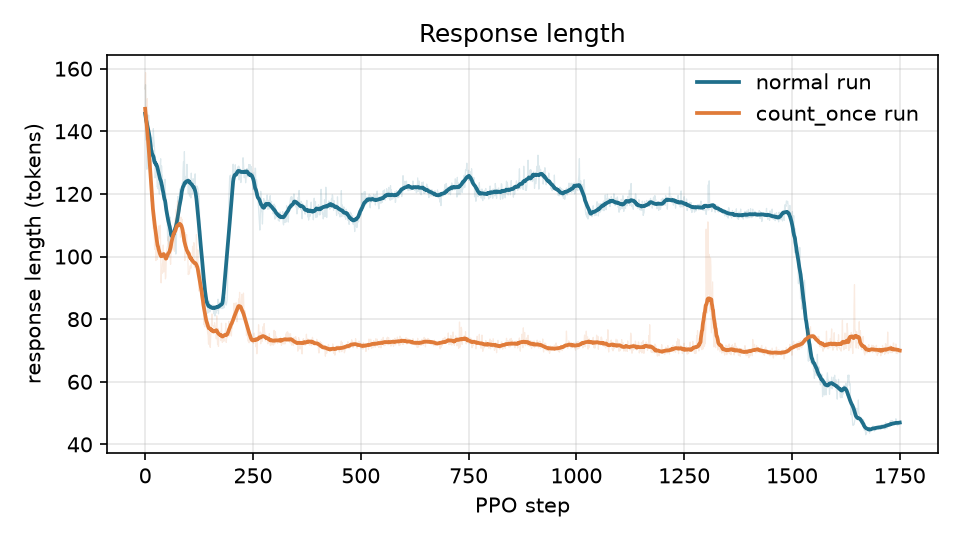 Response length
normal run
count_once run
response length (tokens)
160
140
120
100
80
60
40
0 250 500 750 1000 1250 1500 1750
PPO step